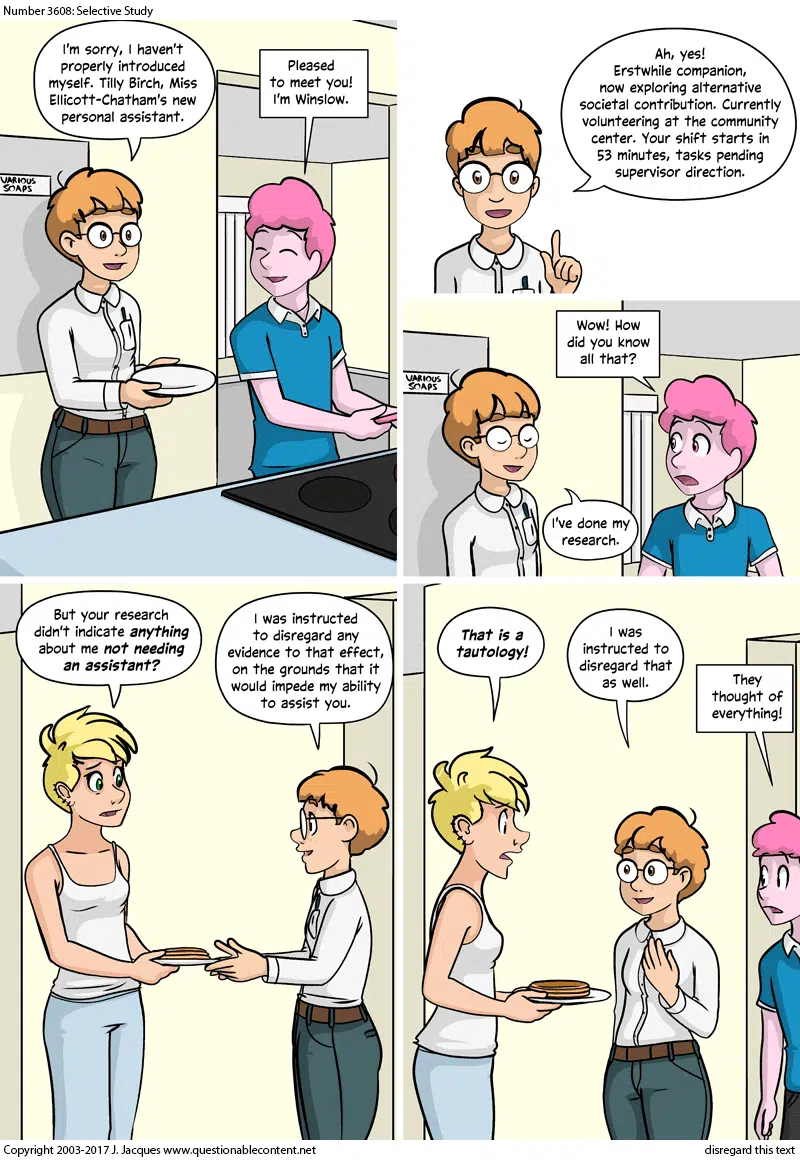 Number 3608: Selective Study
I'm sorry, I haven't
properly introduced
myself. Tilly Birch, Miss
Ellicott-Chatham's new
personal assistant.
Pleased
to meet you!
I'm Winslow.
VARIOUS
SOAPS
Ah, yes!
Erstwhile companion,
now exploring alternative
societal contribution. Currently
volunteering at the community
center. Your shift starts in
53 minutes, tasks pending
supervisor direction.
Wow! How
did you know
all that?
VARIOUS
SOAPS
I've done my
research.
But your research
didn't indicate anything
about me not needing
an assistant?
I was instructed
to disregard any
evidence to that effect,
on the grounds that it
would impede my ability
to assist you.
That is a
tautology!
I was
instructed to
disregard that
as well.
They
thought of
everything!
Copyright 2003-2017 J. Jacques www.questionablecontent.net
disregard this text